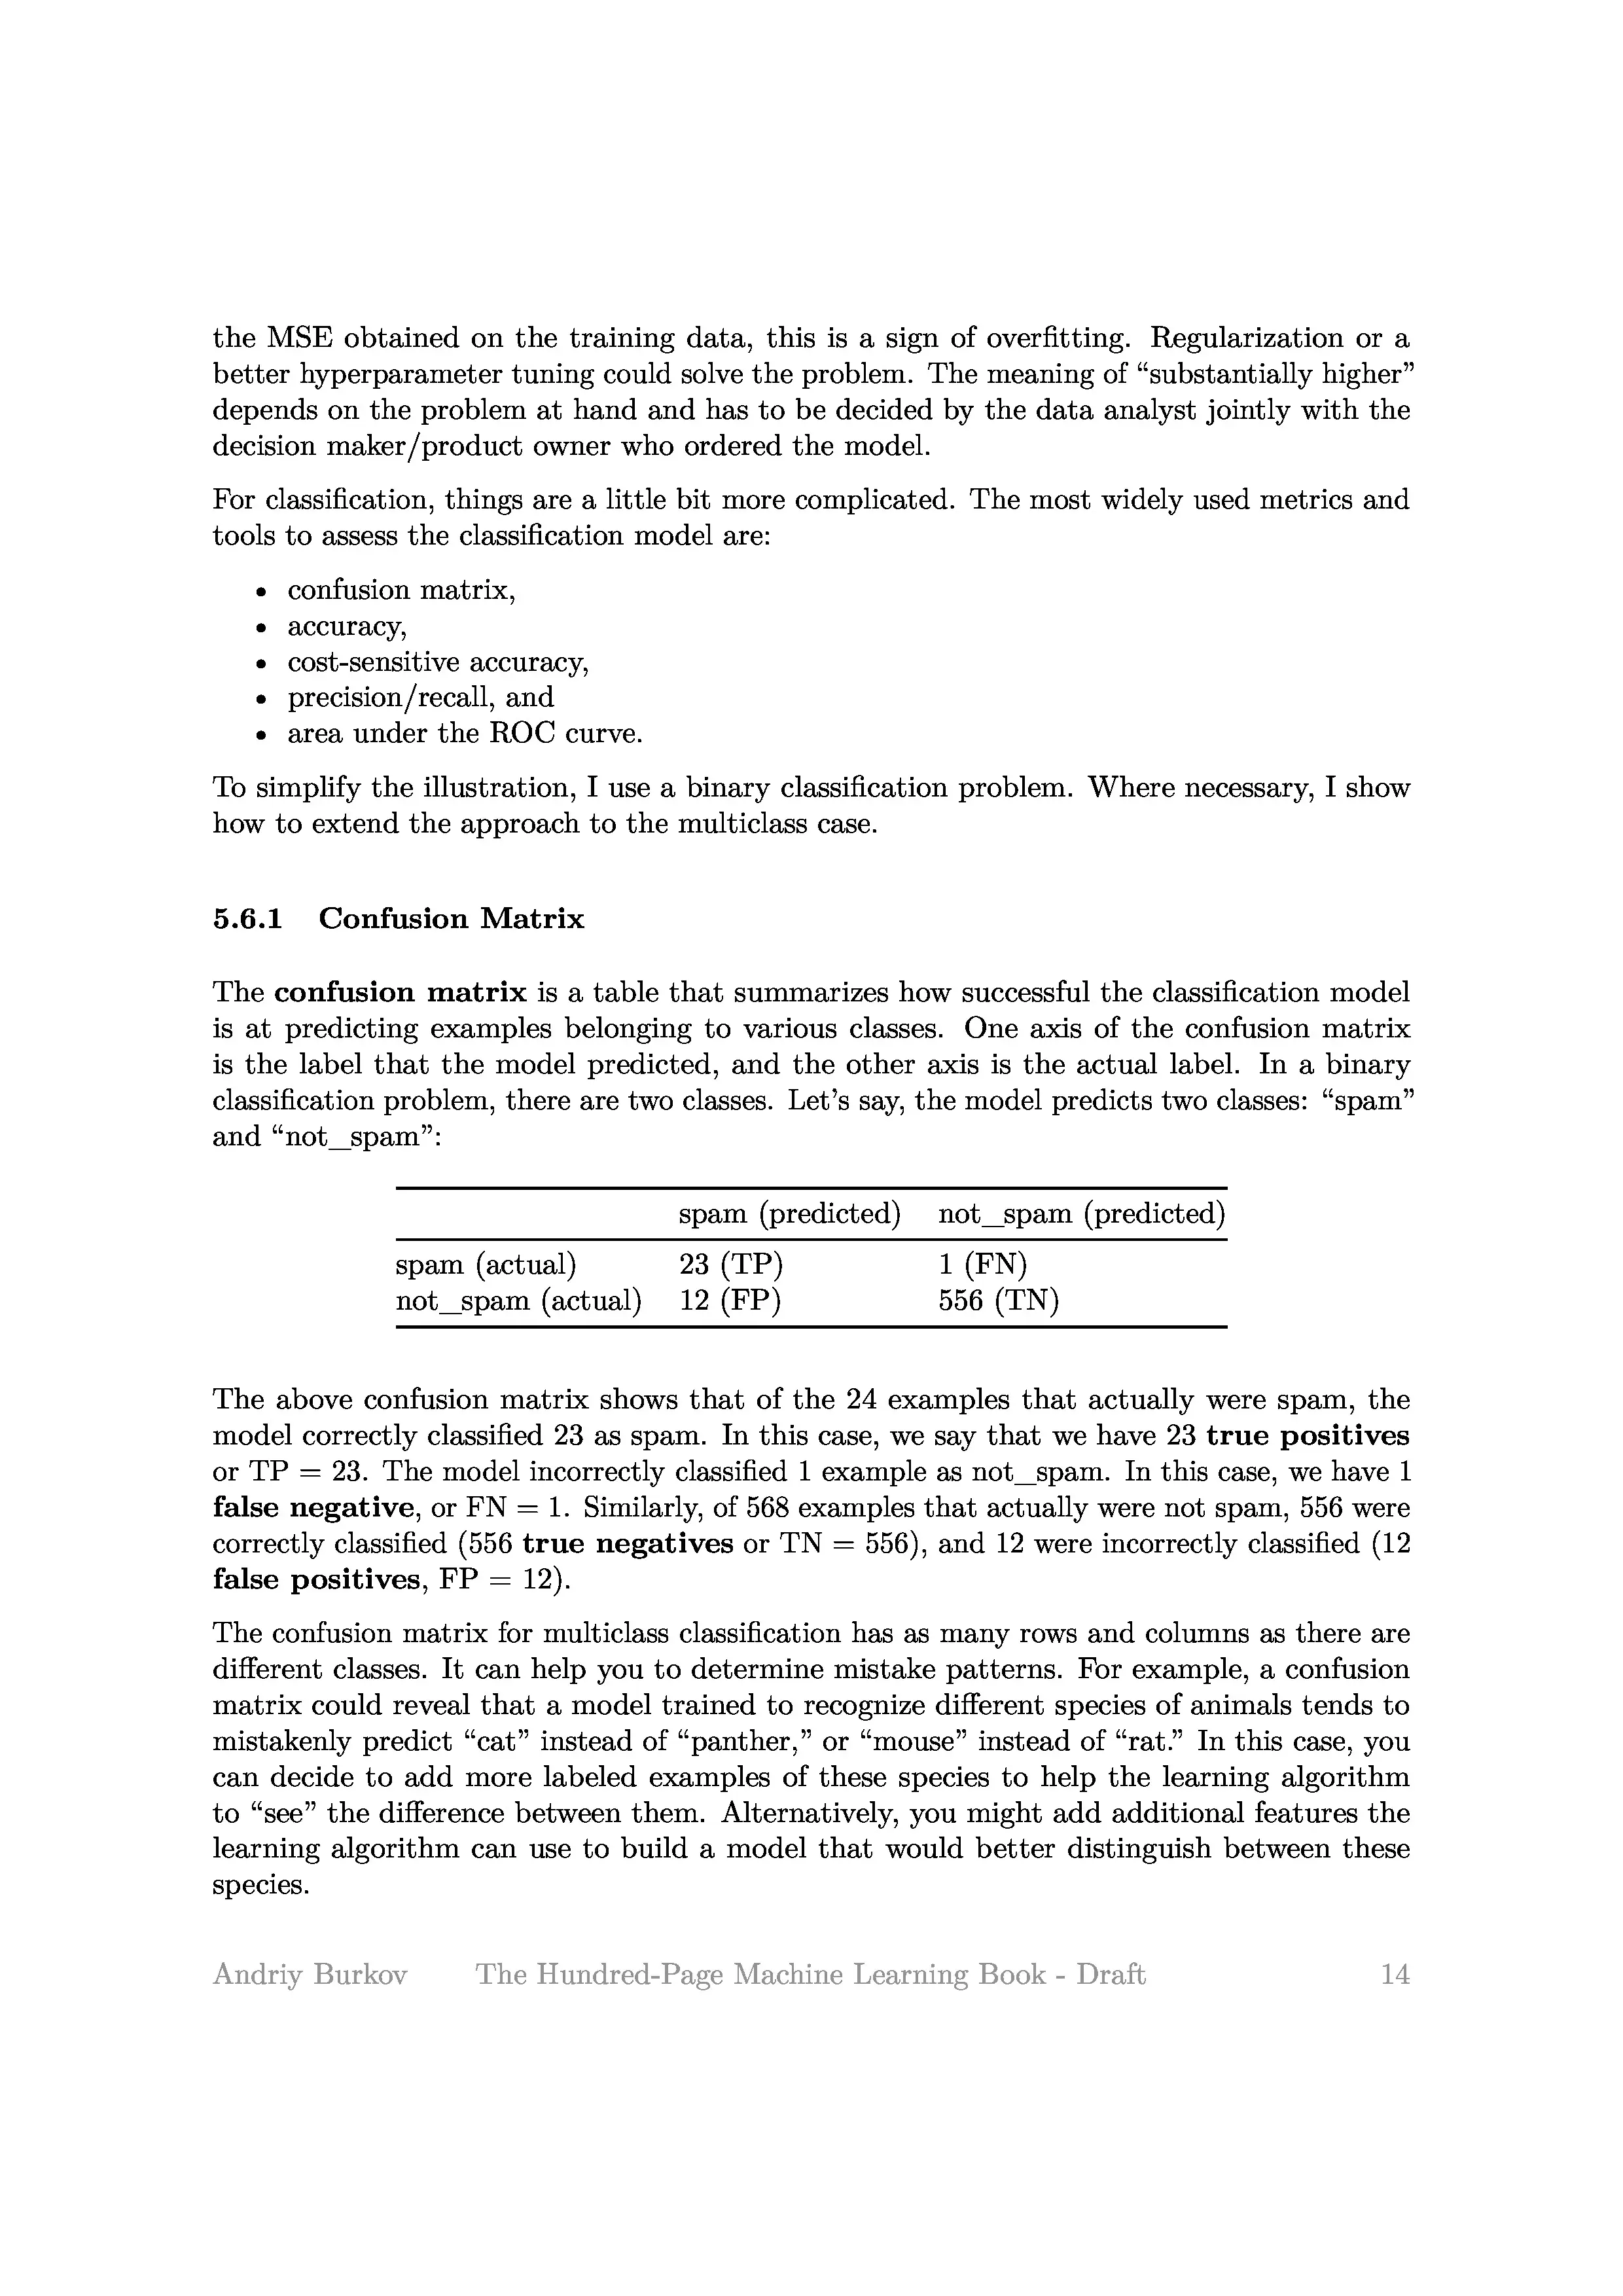 the MSE obtained on the training data, this is a sign of overfitting. Regularization or a
better hyperparameter tuning could solve the problem. The meaning of “substantially higher”
depends on the problem at hand and has to be decided by the data analyst jointly with the
decision maker/product owner who ordered the model.
For classification, things are a little bit more complicated. The most widely used metrics and
tools to assess the classification model are:
• confusion matrix,
• accuracy,
• cost-sensitive accuracy,
• precision/recall, and
• area under the ROC curve.
To simplify the illustration, I use a binary classification problem. Where necessary, I show
how to extend the approach to the multiclass case.
5.6.1 Confusion Matrix
The confusion matrix is a table that summarizes how successful the classification model
is at predicting examples belonging to various classes. One axis of the confusion matrix
is the label that the model predicted, and the other axis is the actual label. In a binary
classification problem, there are two classes. Let’s say, the model predicts two classes: “spam”
and “not_spam”:
spam (predicted) not_spam (predicted)
spam (actual) 23 (TP) 1 (FN)
not_spam (actual) 12 (FP) 556 (TN)
The above confusion matrix shows that of the 24 examples that actually were spam, the
model correctly classified 23 as spam. In this case, we say that we have 23 true positives
or TP = 23. The model incorrectly classified 1 example as not_spam. In this case, we have 1
false negative, or FN = 1. Similarly, of 568 examples that actually were not spam, 556 were
correctly classified (556 true negatives or TN = 556), and 12 were incorrectly classified (12
false positives, FP = 12).
The confusion matrix for multiclass classification has as many rows and columns as there are
different classes. It can help you to determine mistake patterns. For example, a confusion
matrix could reveal that a model trained to recognize different species of animals tends to
mistakenly predict “cat” instead of “panther,” or “mouse” instead of “rat.” In this case, you
can decide to add more labeled examples of these species to help the learning algorithm
to “see” the difference between them. Alternatively, you might add additional features the
learning algorithm can use to build a model that would better distinguish between these
species.
Andriy Burkov The Hundred-Page Machine Learning Book - Draft 14